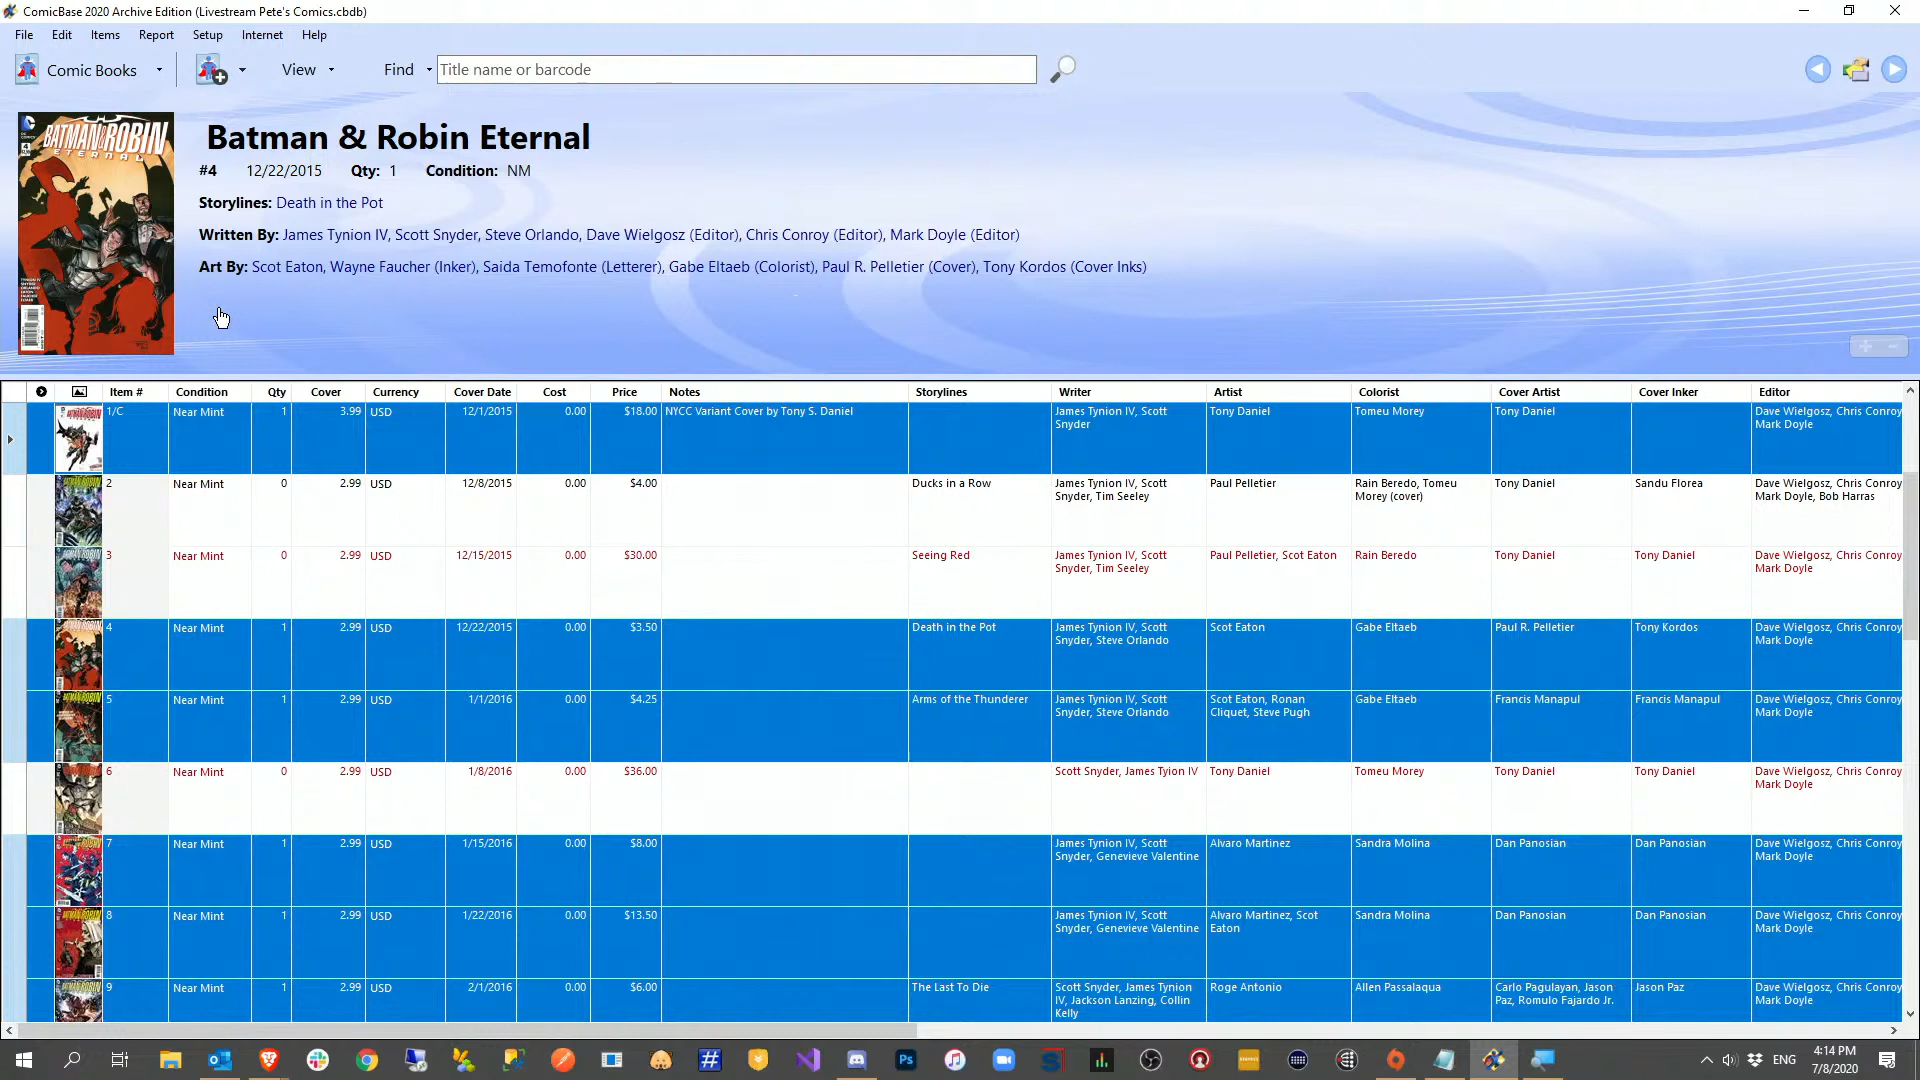 ComicBase 2020 Archive Edition (Livestream Pete's Comics.cbdb)
File Edit Items Report Setup Internet Help
Comic Books View Find Title name or barcode
BATMAN & ROBIN
ETERNAL
Batman & Robin Eternal
#4 12/22/2015 Qty: 1 Condition: NM
Storylines: Death in the Pot
Written By: James Tynion IV, Scott Snyder, Steve Orlando, Dave Wielgosz (Editor), Chris Conroy (Editor), Mark Doyle (Editor)
Art By: Scot Eaton, Wayne Faucher (Inker), Saida Temofonte (Letterer), Gabe Eltaeb (Colorist), Paul R. Pelletier (Cover), Tony Kordos (Cover Inks)
Item # Condition Qty Cover Currency Cover Date Cost Price Notes Storylines Writer Artist Colorist Cover Artist Cover Inker Editor
1/C Near Mint 1 3.99 USD 12/1/2015 0.00 $18.00 NYCC Variant Cover by Tony S. Daniel James Tynion IV, Scott Tony Daniel Tomeu Morey Tony Daniel Dave Wielgosz, Chris Conroy
Snyder Mark Doyle
2 Near Mint 0 2.99 USD 12/8/2015 0.00 $4.00 Ducks in a Row James Tynion IV, Scott Paul Pelletier Rain Beredo, Tomeu Tony Daniel Sandu Florea Dave Wielgosz, Chris Conroy
Snyder, Tim Seeley Morey (cover) Mark Doyle, Bob Harras
3 Near Mint 0 2.99 USD 12/15/2015 0.00 $30.00 Seeing Red James Tynion IV, Scott Paul Pelletier, Scot Eaton Rain Beredo Tony Daniel Tony Daniel Dave Wielgosz, Chris Conroy
Snyder, Tim Seeley Mark Doyle
4 Near Mint 1 2.99 USD 12/22/2015 0.00 $3.50 Death in the Pot James Tynion IV, Scott Scot Eaton Gabe Eltaeb Paul R. Pelletier Tony Kordos Dave Wielgosz, Chris Conroy
Snyder, Steve Orlando Mark Doyle
5 Near Mint 1 2.99 USD 1/1/2016 0.00 $4.25 Arms of the Thunderer James Tynion IV, Scott Scot Eaton, Ronan Gabe Eltaeb Francis Manapul Francis Manapul Dave Wielgosz, Chris Conroy
Snyder, Steve Orlando Cliquet, Steve Pugh Mark Doyle
6 Near Mint 0 2.99 USD 1/8/2016 0.00 $36.00 Scott Snyder, James Tyion IV Tony Daniel Tomeu Morey Tony Daniel Tony Daniel Dave Wielgosz, Chris Conroy
Mark Doyle
7 Near Mint 1 2.99 USD 1/15/2016 0.00 $8.00 James Tynion IV, Scott Alvaro Martinez Sandra Molina Dan Panosian Dan Panosian Dave Wielgosz, Chris Conroy
Snyder, Genevieve Valentine Mark Doyle
8 Near Mint 1 2.99 USD 1/22/2016 0.00 $13.50 James Tynion IV, Scott Alvaro Martinez, Scot Sandra Molina Dan Panosian Dan Panosian Dave Wielgosz, Chris Conroy
Snyder, Genevieve Valentine Eaton Mark Doyle
9 Near Mint 1 2.99 USD 2/1/2016 0.00 $6.00 The Last To Die Scott Snyder, James Tynion Roge Antonio Allen Passalaqua Carlo Pagulayan, Jason Jason Paz Dave Wielgosz, Chris Conroy
IV, Jackson Lanzing, Collin Paz, Romulo Fajardo Jr. Mark Doyle
Kelly
ENG 4:14 PM
7/8/2020